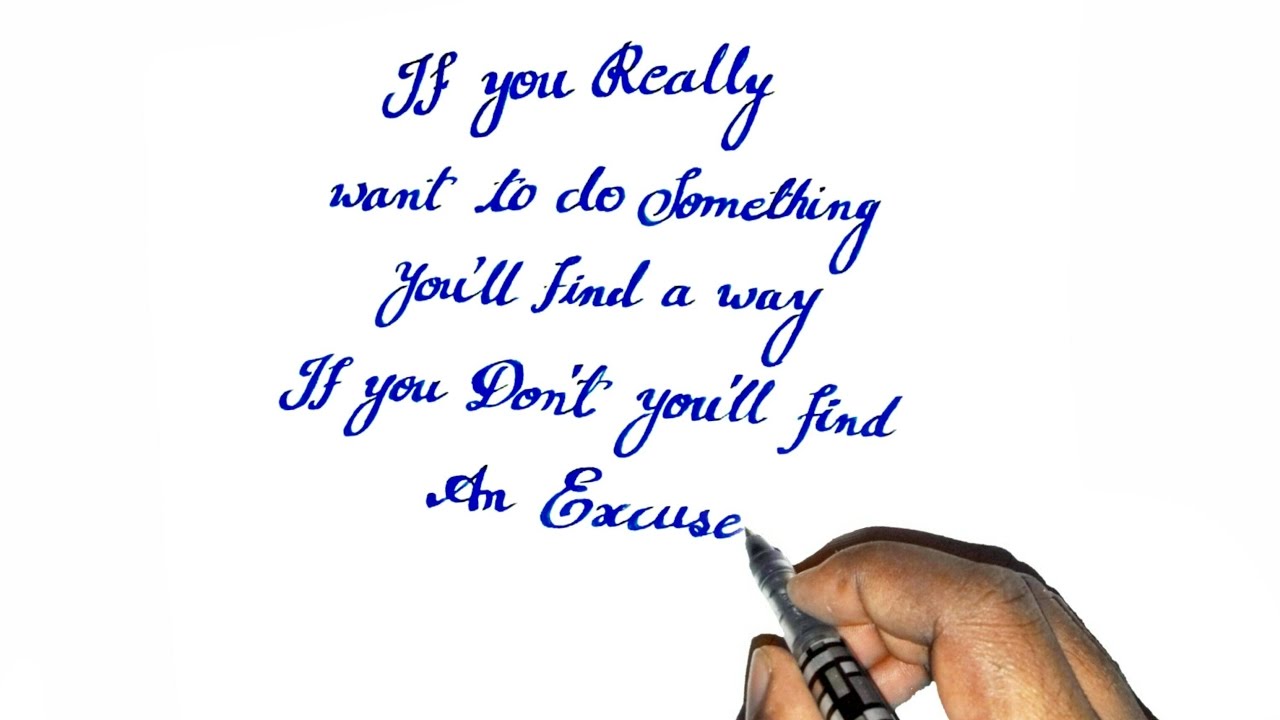 If you Really
want to do Something
You'll find a way
If you Don't you'll find
An Excuse